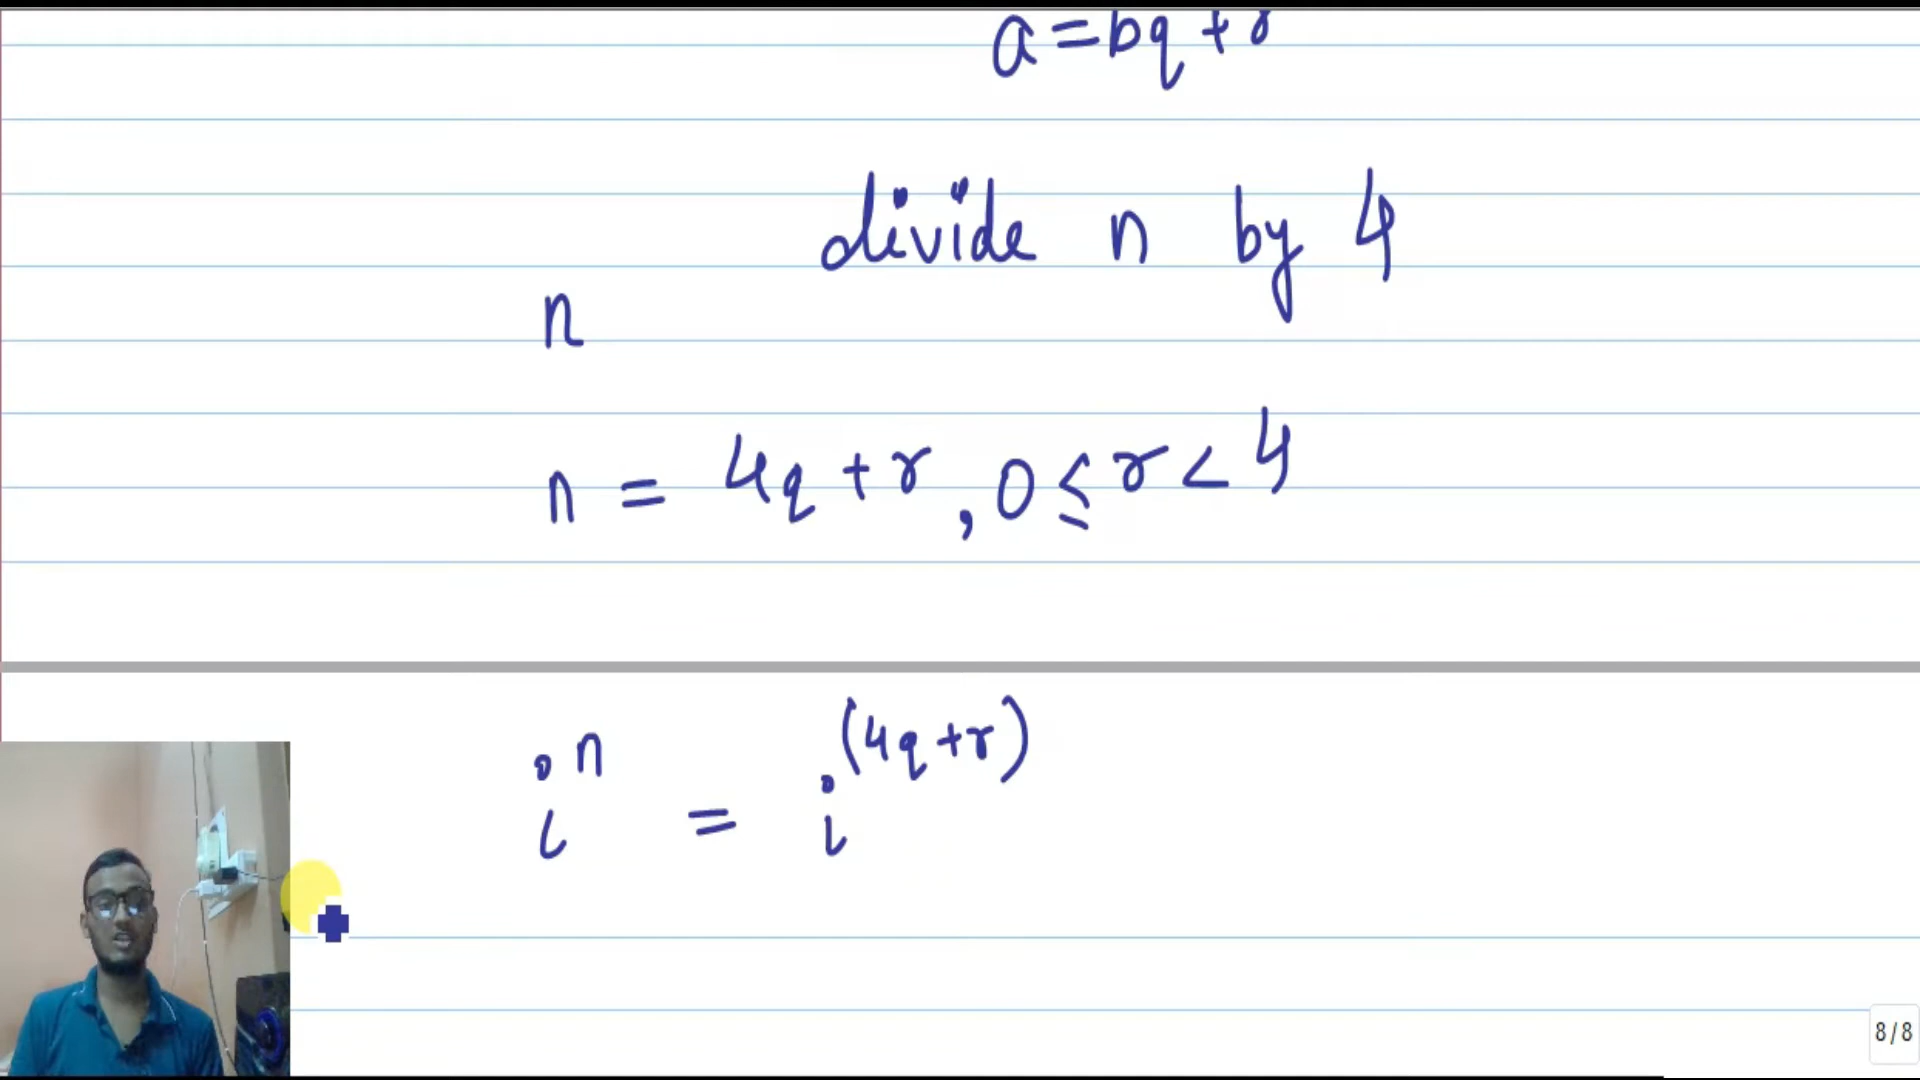 a = bq + r
divide n by 4
n
n = 4q + r, 0 ≤ r < 4
i^n = i^(4q + r)
8/8